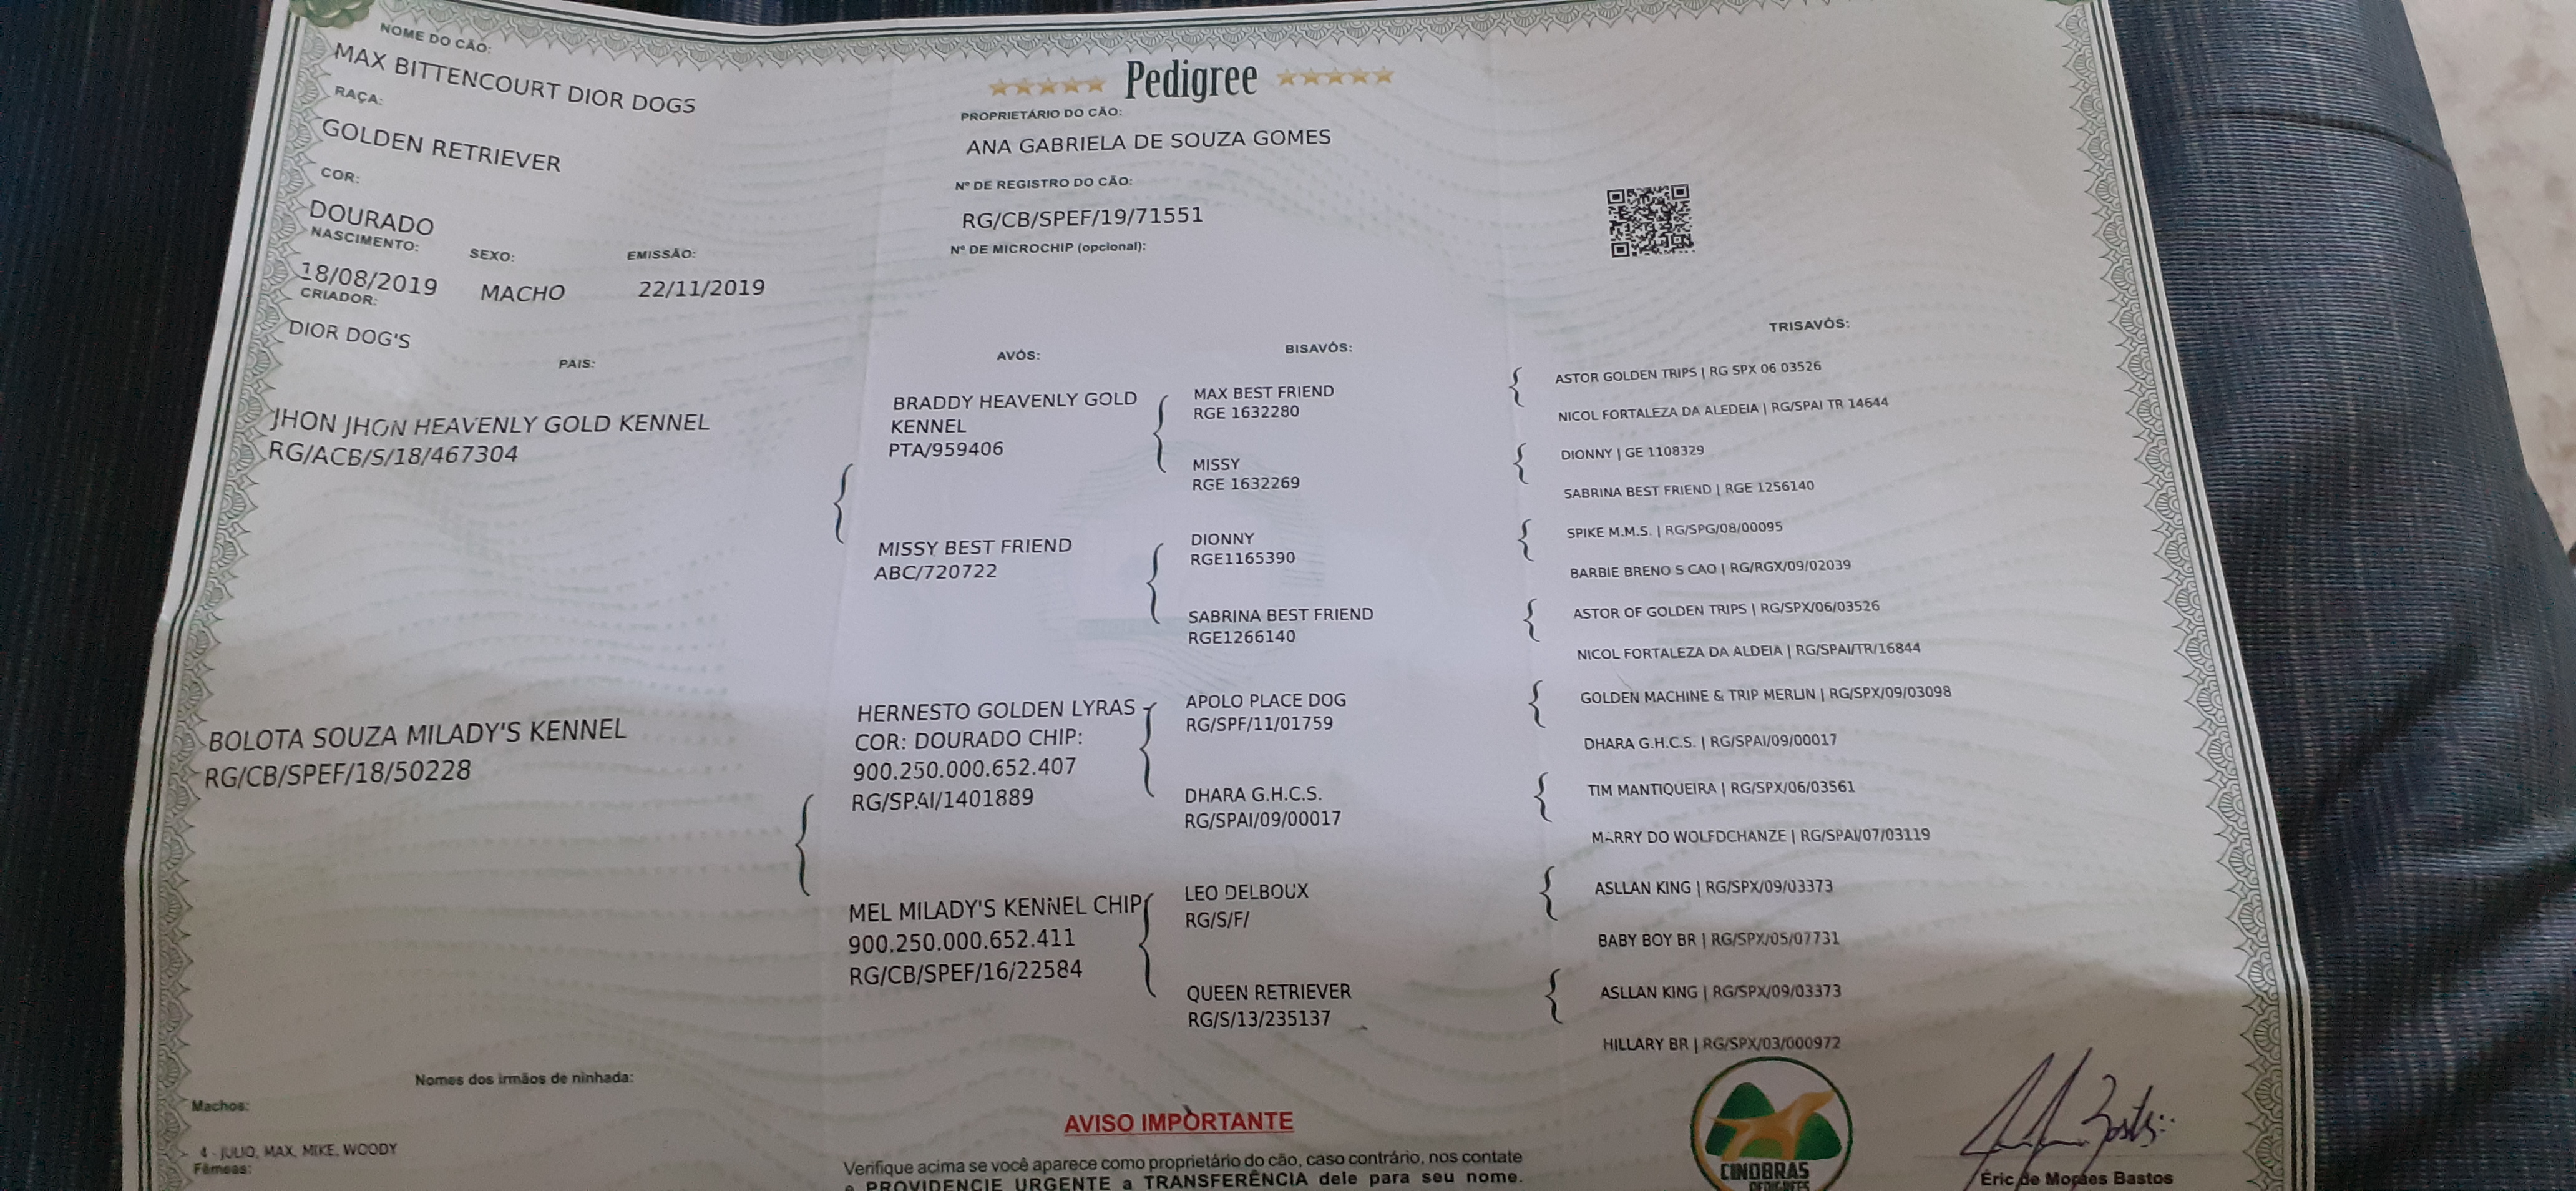 NOME DO CÃO:
MAX BITTENCOURT DIOR DOGS
RAÇA:
GOLDEN RETRIEVER
COR:
DOURADO
NASCIMENTO:
SEXO:
EMISSÃO:
18/08/2019
MACHO
22/11/2019
CRIADOR:
DIOR DOG'S
Pedigree
PROPRIETÁRIO DO CÃO:
ANA GABRIELA DE SOUZA GOMES
Nº DE REGISTRO DO CÃO:
RG/CB/SPEF/19/71551
Nº DE MICROCHIP (opcional):
PAIS:
JHON JHON HEAVENLY GOLD KENNEL
RG/ACB/S/18/467304
BOLOTA SOUZA MILADY'S KENNEL
RG/CB/SPEF/18/50228
AVÓS:
BRADDY HEAVENLY GOLD
KENNEL
PTA/959406
MISSY BEST FRIEND
ABC/720722
HERNESTO GOLDEN LYRAS
COR: DOURADO CHIP:
900.250.000.652.407
RG/SPAI/1401889
MEL MILADY'S KENNEL CHIP
900.250.000.652.411
RG/CB/SPEF/16/22584
BISAVÓS:
MAX BEST FRIEND
RGE 1632280
MISSY
RGE 1632269
DIONNY
RGE1165390
SABRINA BEST FRIEND
RGE1266140
APOLO PLACE DOG
RG/SPF/11/01759
DHARA G.H.C.S.
RG/SPAI/09/00017
LEO DELBOUX
RG/S/F/
QUEEN RETRIEVER
RG/S/13/235137
TRISAVÓS:
ASTOR GOLDEN TRIPS | RG SPX 06 03526
NICOL FORTALEZA DA ALEDEIA | RG/SPAI TR 14644
DIONNY | GE 1108329
SABRINA BEST FRIEND | RGE 1256140
SPIKE M.M.S. | RG/SPG/08/00095
BARBIE BRENO S CAO | RG/RGX/09/02039
ASTOR OF GOLDEN TRIPS | RG/SPX/06/03526
NICOL FORTALEZA DA ALDEIA | RG/SPAI/TR/16844
GOLDEN MACHINE & TRIP MERLIN | RG/SPX/09/03098
DHARA G.H.C.S. | RG/SPAI/09/00017
TIM MANTIQUEIRA | RG/SPX/06/03561
MARRY DO WOLFDCHANZE | RG/SPAI/07/03119
ASLLAN KING | RG/SPX/09/03373
BABY BOY BR | RG/SPX/05/07731
ASLLAN KING | RG/SPX/09/03373
HILLARY BR | RG/SPX/03/000972
Nomes dos irmãos de ninhada:
Machos:
4 - JULIO, MAX, MIKE, WOODY
Fêmeas:
AVISO IMPORTANTE
Verifique acima se você aparece como proprietário do cão, caso contrário, nos contate
e PROVIDENCIE URGENTE a TRANSFERÊNCIA dele para seu nome.
CINOBRAS
PEDIGREES
Éric de Moraes Bastos